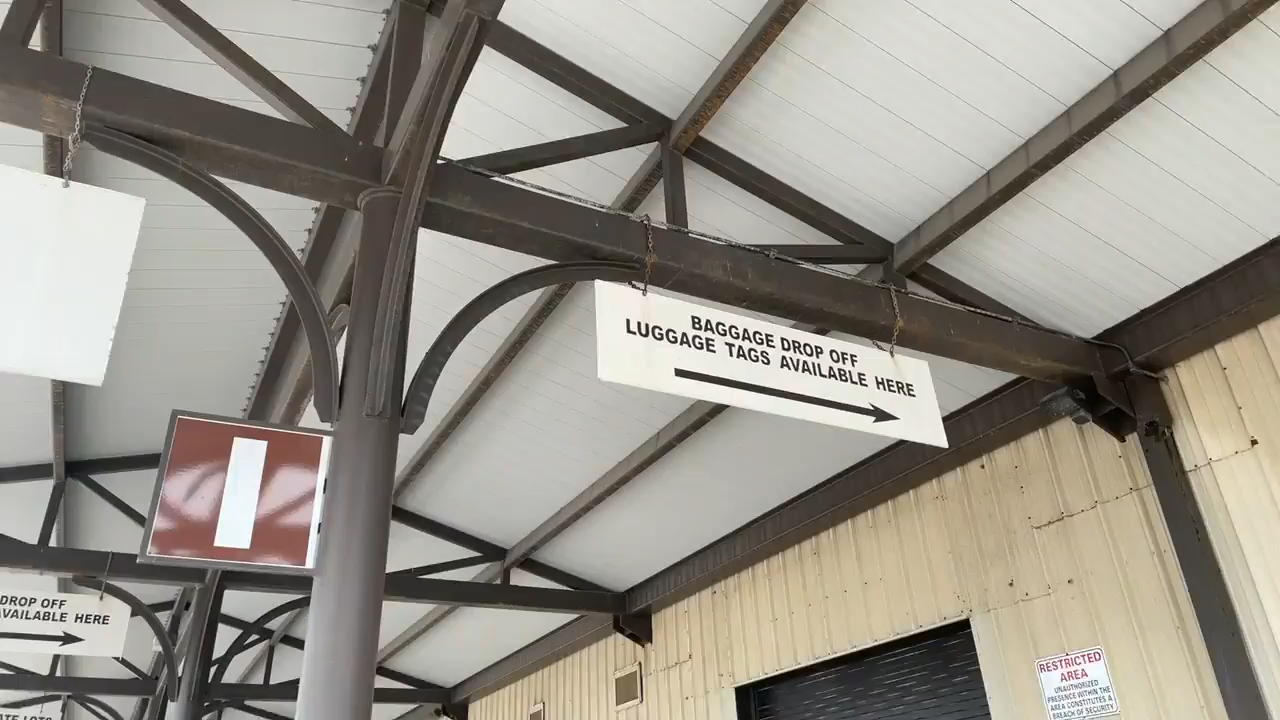 BAGGAGE DROP OFF
LUGGAGE TAGS AVAILABLE HERE
I
DROP OFF
AVAILABLE HERE
RESTRICTED
AREA
UNAUTHORIZED
PRESENCE WITHIN THE
AREA CONSTITUTES A
BREACH OF SECURITY